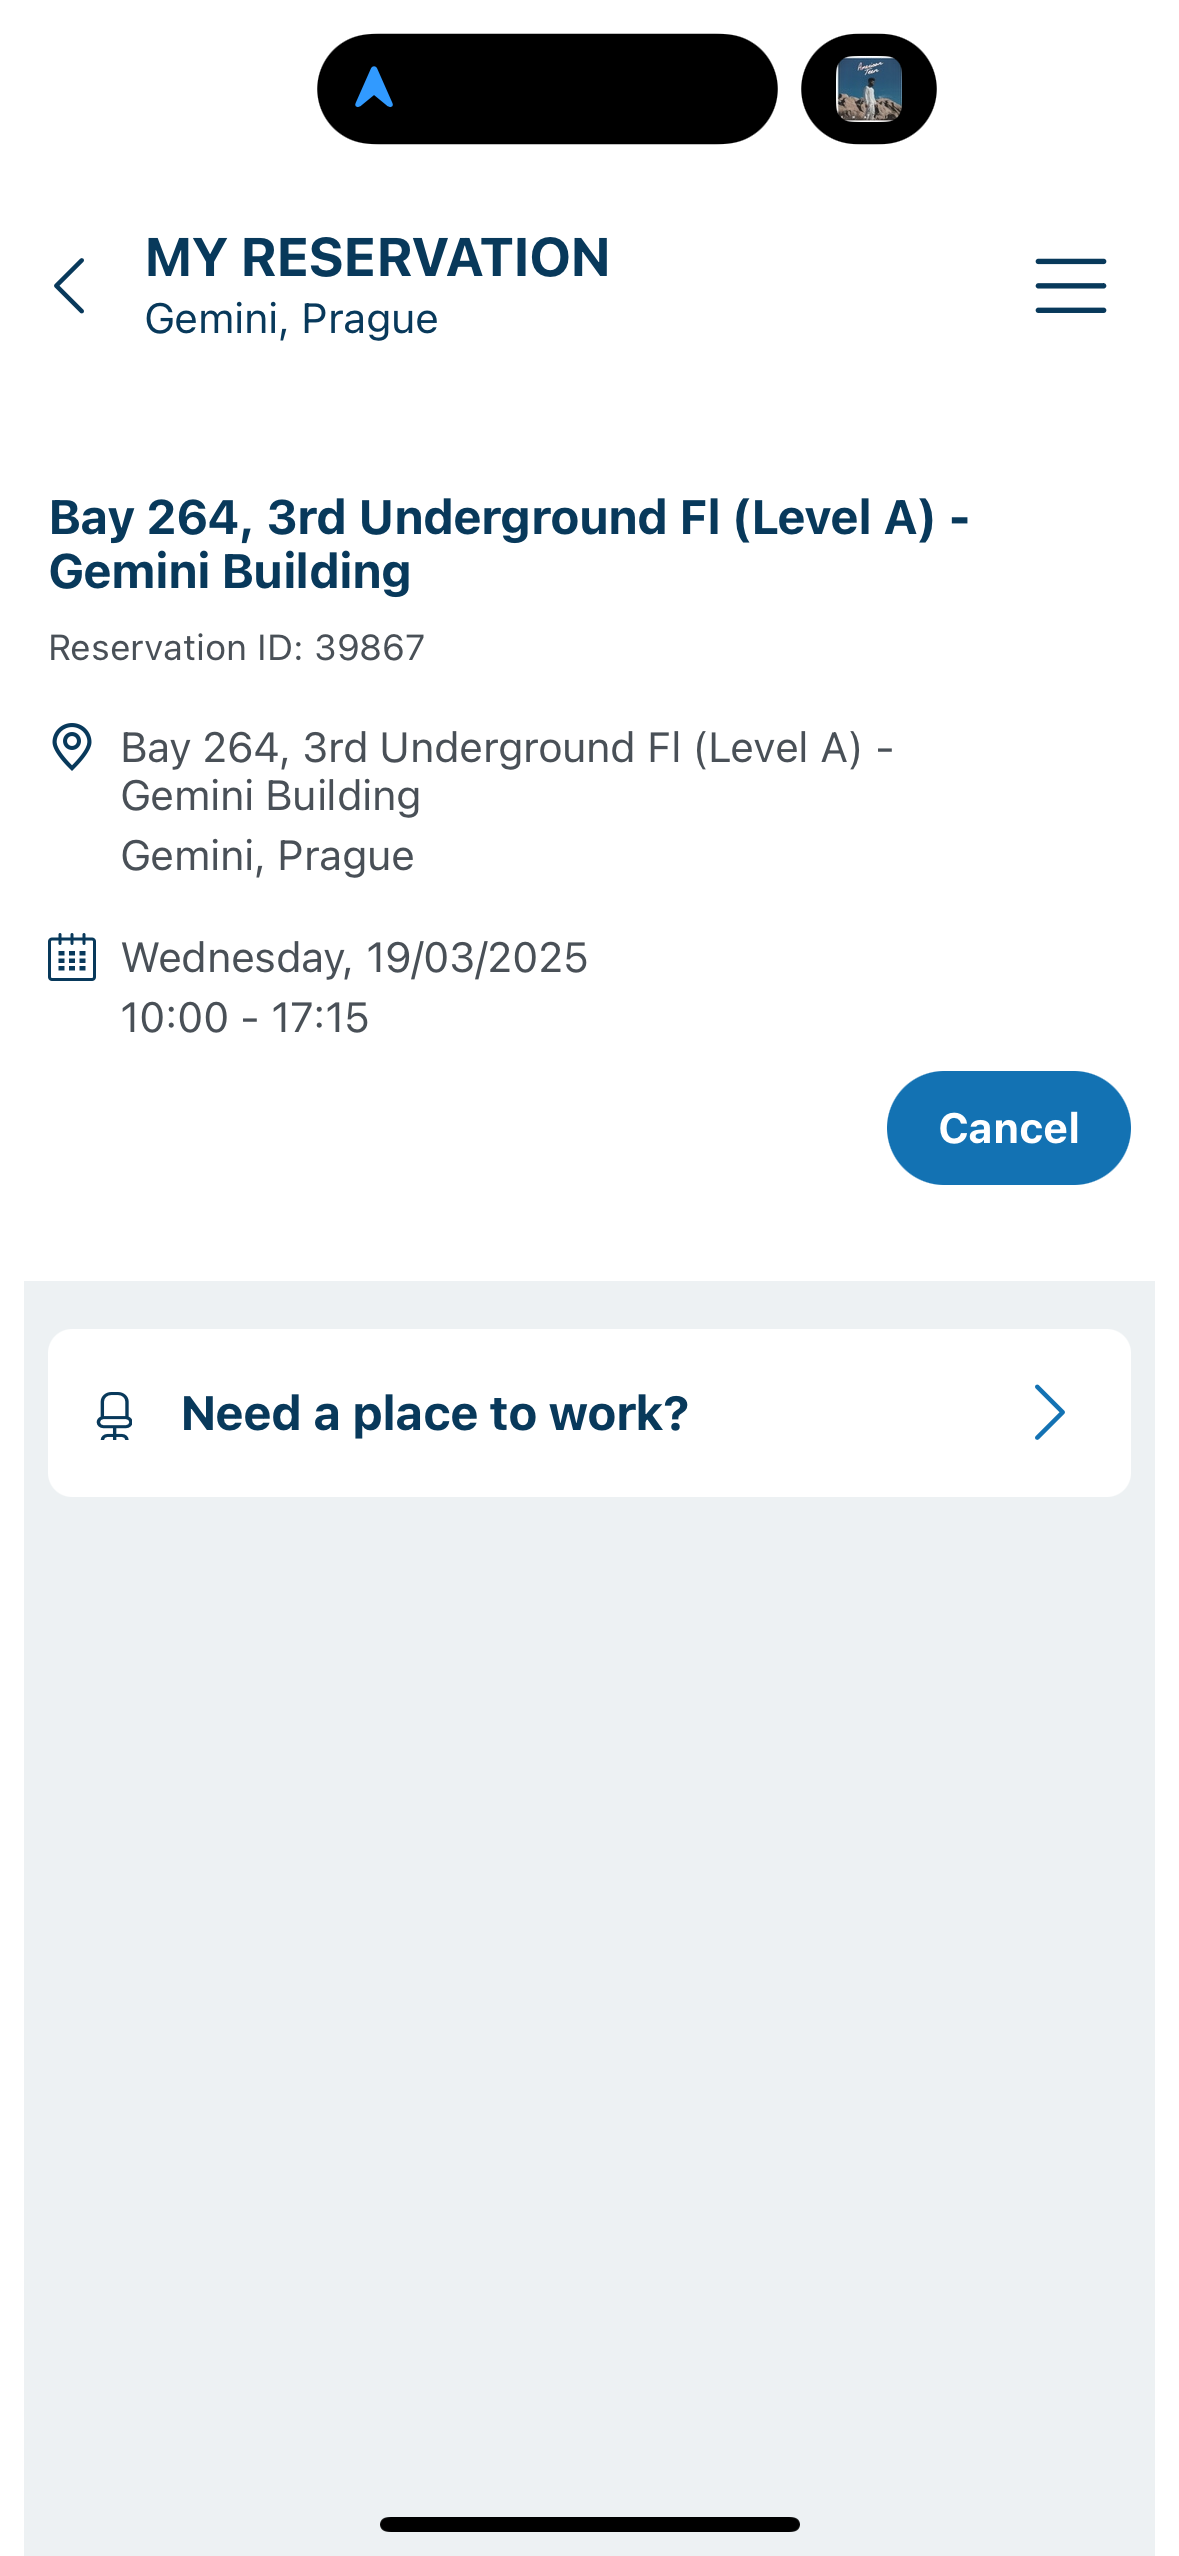 American
Teen
MY RESERVATION
Gemini, Prague
Bay 264, 3rd Underground Fl (Level A) -
Gemini Building
Reservation ID: 39867
Bay 264, 3rd Underground Fl (Level A) -
Gemini Building
Gemini, Prague
Wednesday, 19/03/2025
10:00 - 17:15
Cancel
Need a place to work?